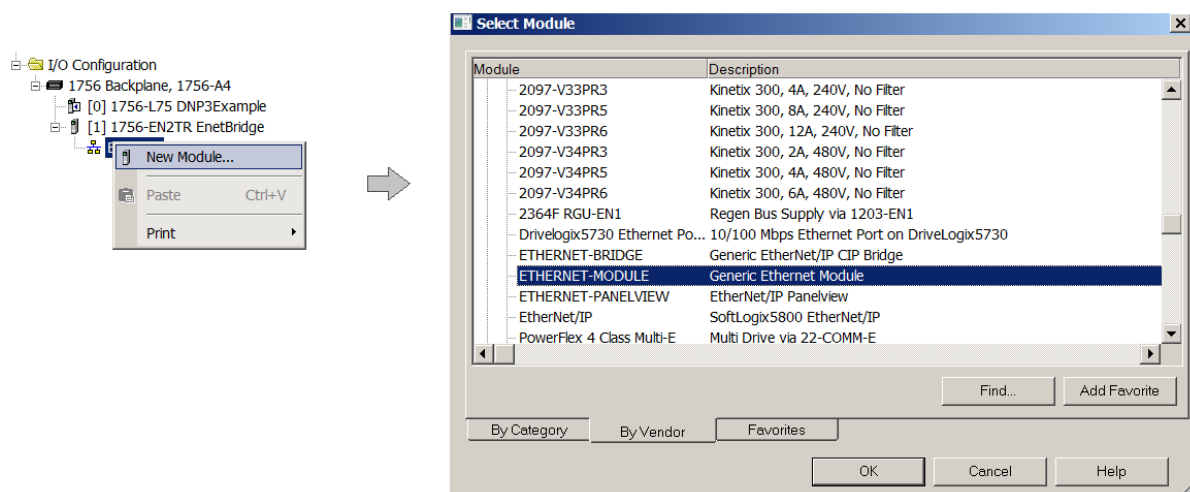 I/O Configuration
1756 Backplane, 1756-A4
[0] 1756-L75 DNP3Example
[1] 1756-EN2TR EnetBridge
New Module...
Paste Ctrl+V
Print
Select Module
Module Description
2097-V33PR3 Kinetix 300, 4A, 240V, No Filter
2097-V33PR5 Kinetix 300, 8A, 240V, No Filter
2097-V33PR6 Kinetix 300, 12A, 240V, No Filter
2097-V34PR3 Kinetix 300, 2A, 480V, No Filter
2097-V34PR5 Kinetix 300, 4A, 480V, No Filter
2097-V34PR6 Kinetix 300, 6A, 480V, No Filter
2364F RGU-EN1 Regen Bus Supply via 1203-EN1
Drivelogix5730 Ethernet Po... 10/100 Mbps Ethernet Port on DriveLogix5730
ETHERNET-BRIDGE Generic EtherNet/IP CIP Bridge
ETHERNET-MODULE Generic Ethernet Module
ETHERNET-PANELVIEW EtherNet/IP Panelview
EtherNet/IP SoftLogix5800 EtherNet/IP
PowerFlex 4 Class Multi-E Multi Drive via 22-COMM-E
Find... Add Favorite
By Category By Vendor Favorites
OK Cancel Help